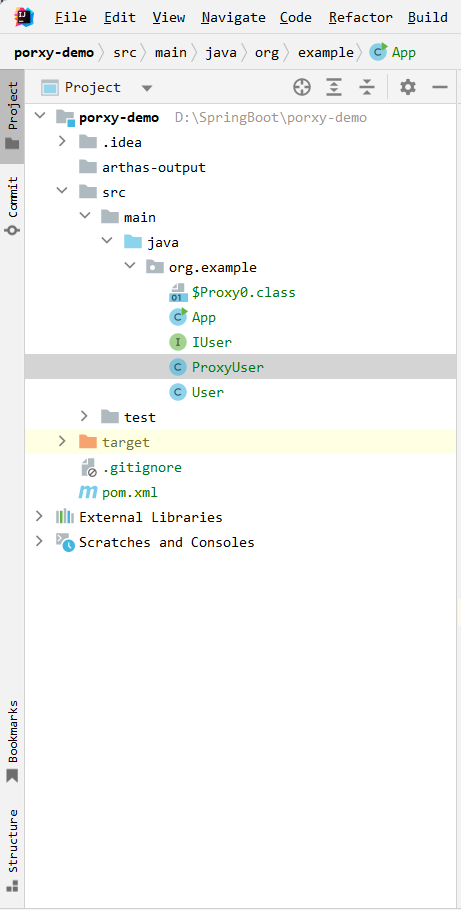 File Edit View Navigate Code Refactor Build
porxy-demo src main java org example App
Project
porxy-demo D:\SpringBoot\porxy-demo
.idea
arthas-output
src
main
java
org.example
$Proxy0.class
App
IUser
ProxyUser
User
test
target
.gitignore
pom.xml
External Libraries
Scratches and Consoles
Project
Commit
Bookmarks
Structure